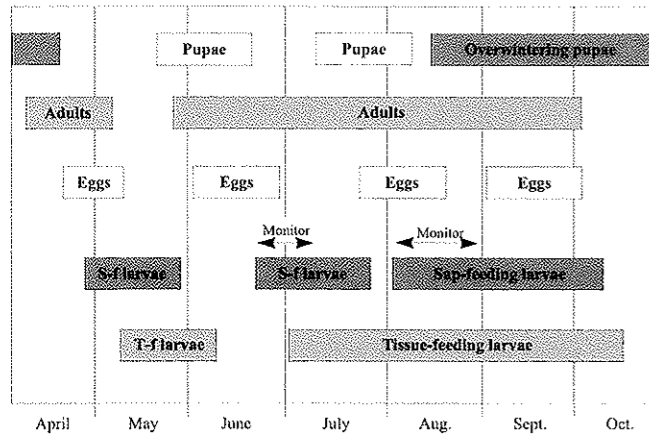 Pupae
Pupae
Overwintering pupae
Adults
Adults
Eggs
Eggs
Eggs
Eggs
Monitor
Monitor
S-f larvae
S-f larvae
Sap-feeding larvae
T-f larvae
Tissue-feeding larvae
April May June July Aug. Sept. Oct.